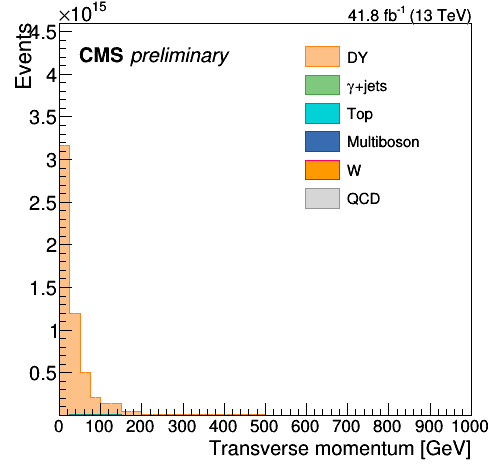 ×10^15
41.8 fb^-1 (13 TeV)
Events
CMS preliminary
DY
γ+jets
Top
Multiboson
W
QCD
4.5
4
3.5
3
2.5
2
1.5
1
0.5
0 100 200 300 400 500 600 700 800 900 1000
Transverse momentum [GeV]